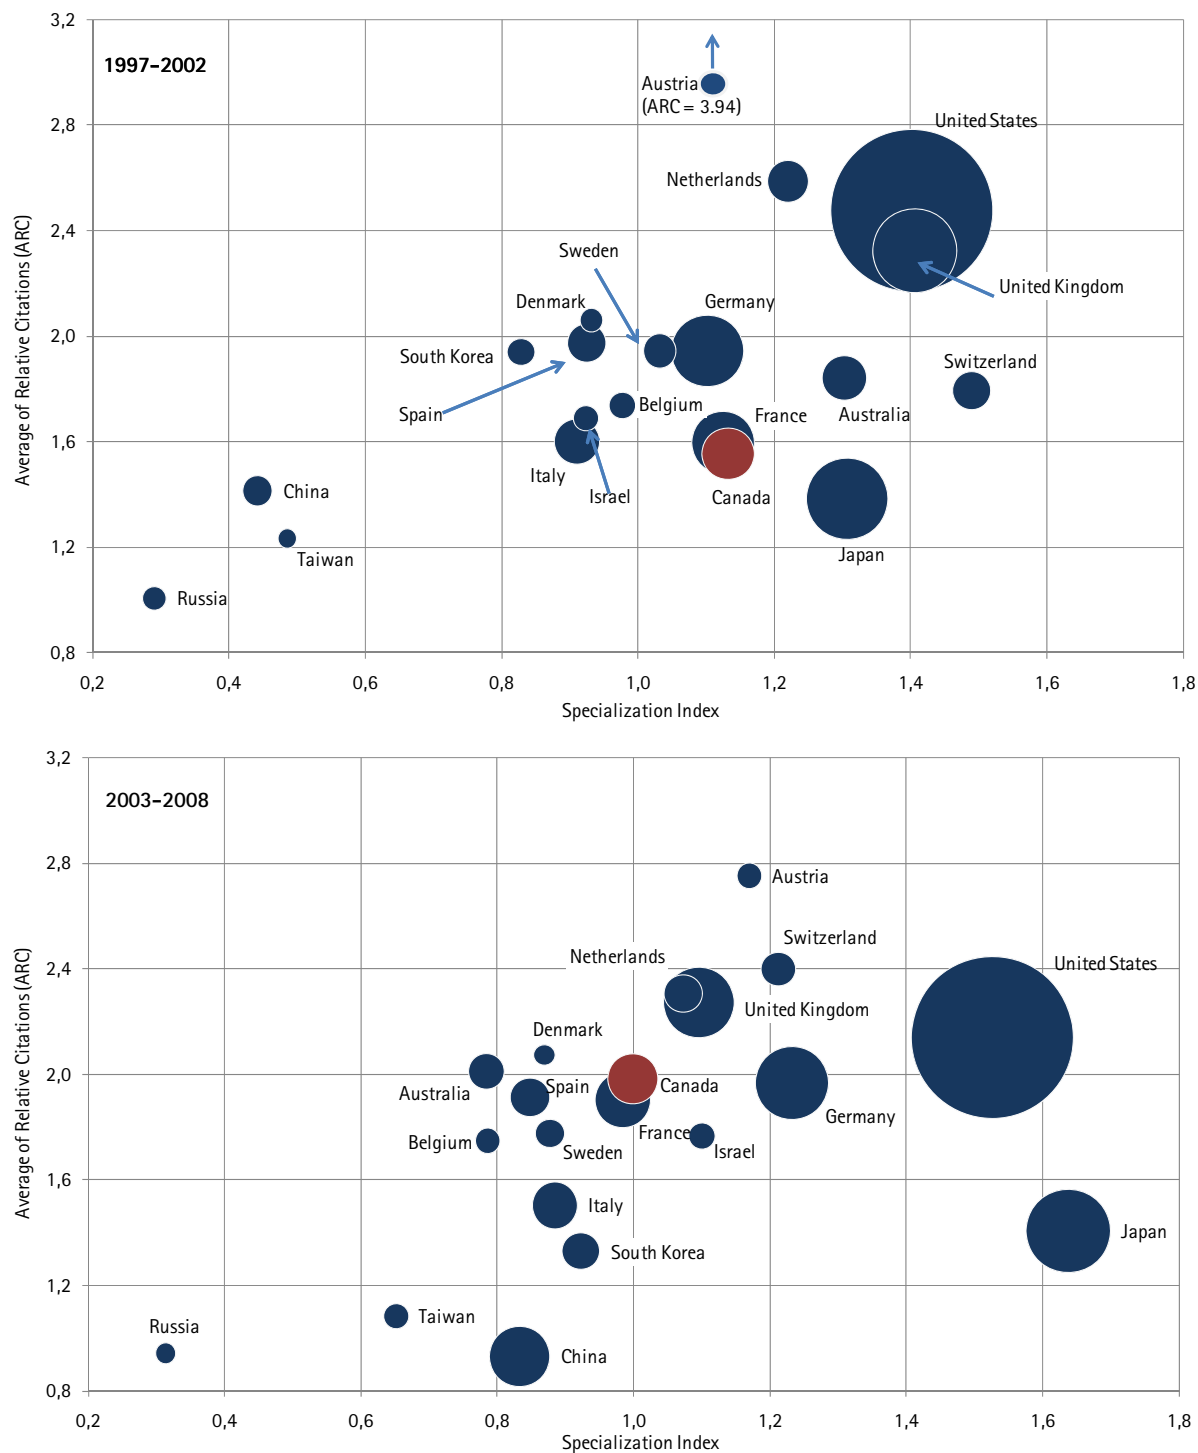 3,2
1997-2002
Austria
(ARC = 3.94)
2,8
United States
Netherlands
2,4
Sweden
United Kingdom
Denmark
Germany
2,0
South Korea
Switzerland
Spain
Belgium
France
Australia
1,6
Italy
Israel
Canada
China
1,2
Taiwan
Japan
Russia
0,8
Average of Relative Citations (ARC)
0,2 0,4 0,6 0,8 1,0 1,2 1,4 1,6 1,8
Specialization Index
3,2
2003-2008
2,8
Austria
Switzerland
Netherlands
United States
2,4
United Kingdom
Denmark
2,0
Australia
Spain
Canada
Germany
Belgium
France
Sweden
Israel
1,6
Italy
Japan
South Korea
1,2
Taiwan
Russia
China
0,8
Average of Relative Citations (ARC)
0,2 0,4 0,6 0,8 1,0 1,2 1,4 1,6 1,8
Specialization Index